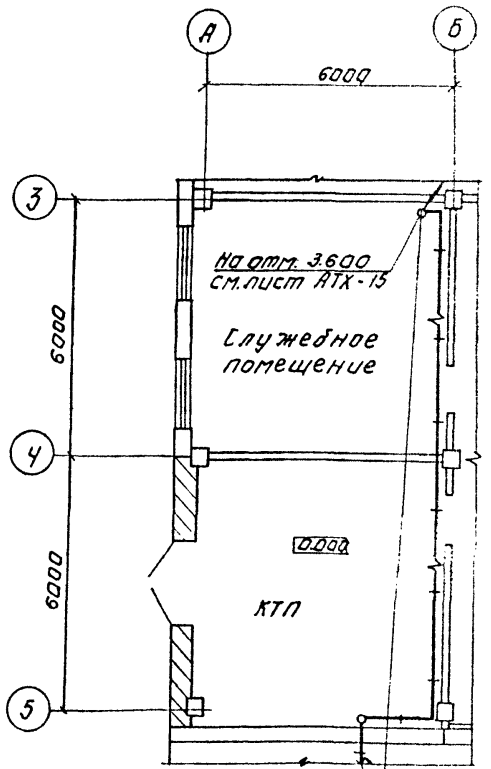 А
Б
6000
3
На отм. 3.600
см. лист АТХ-15
6000
Служебное
помещение
4
0.000
6000
КТП
5